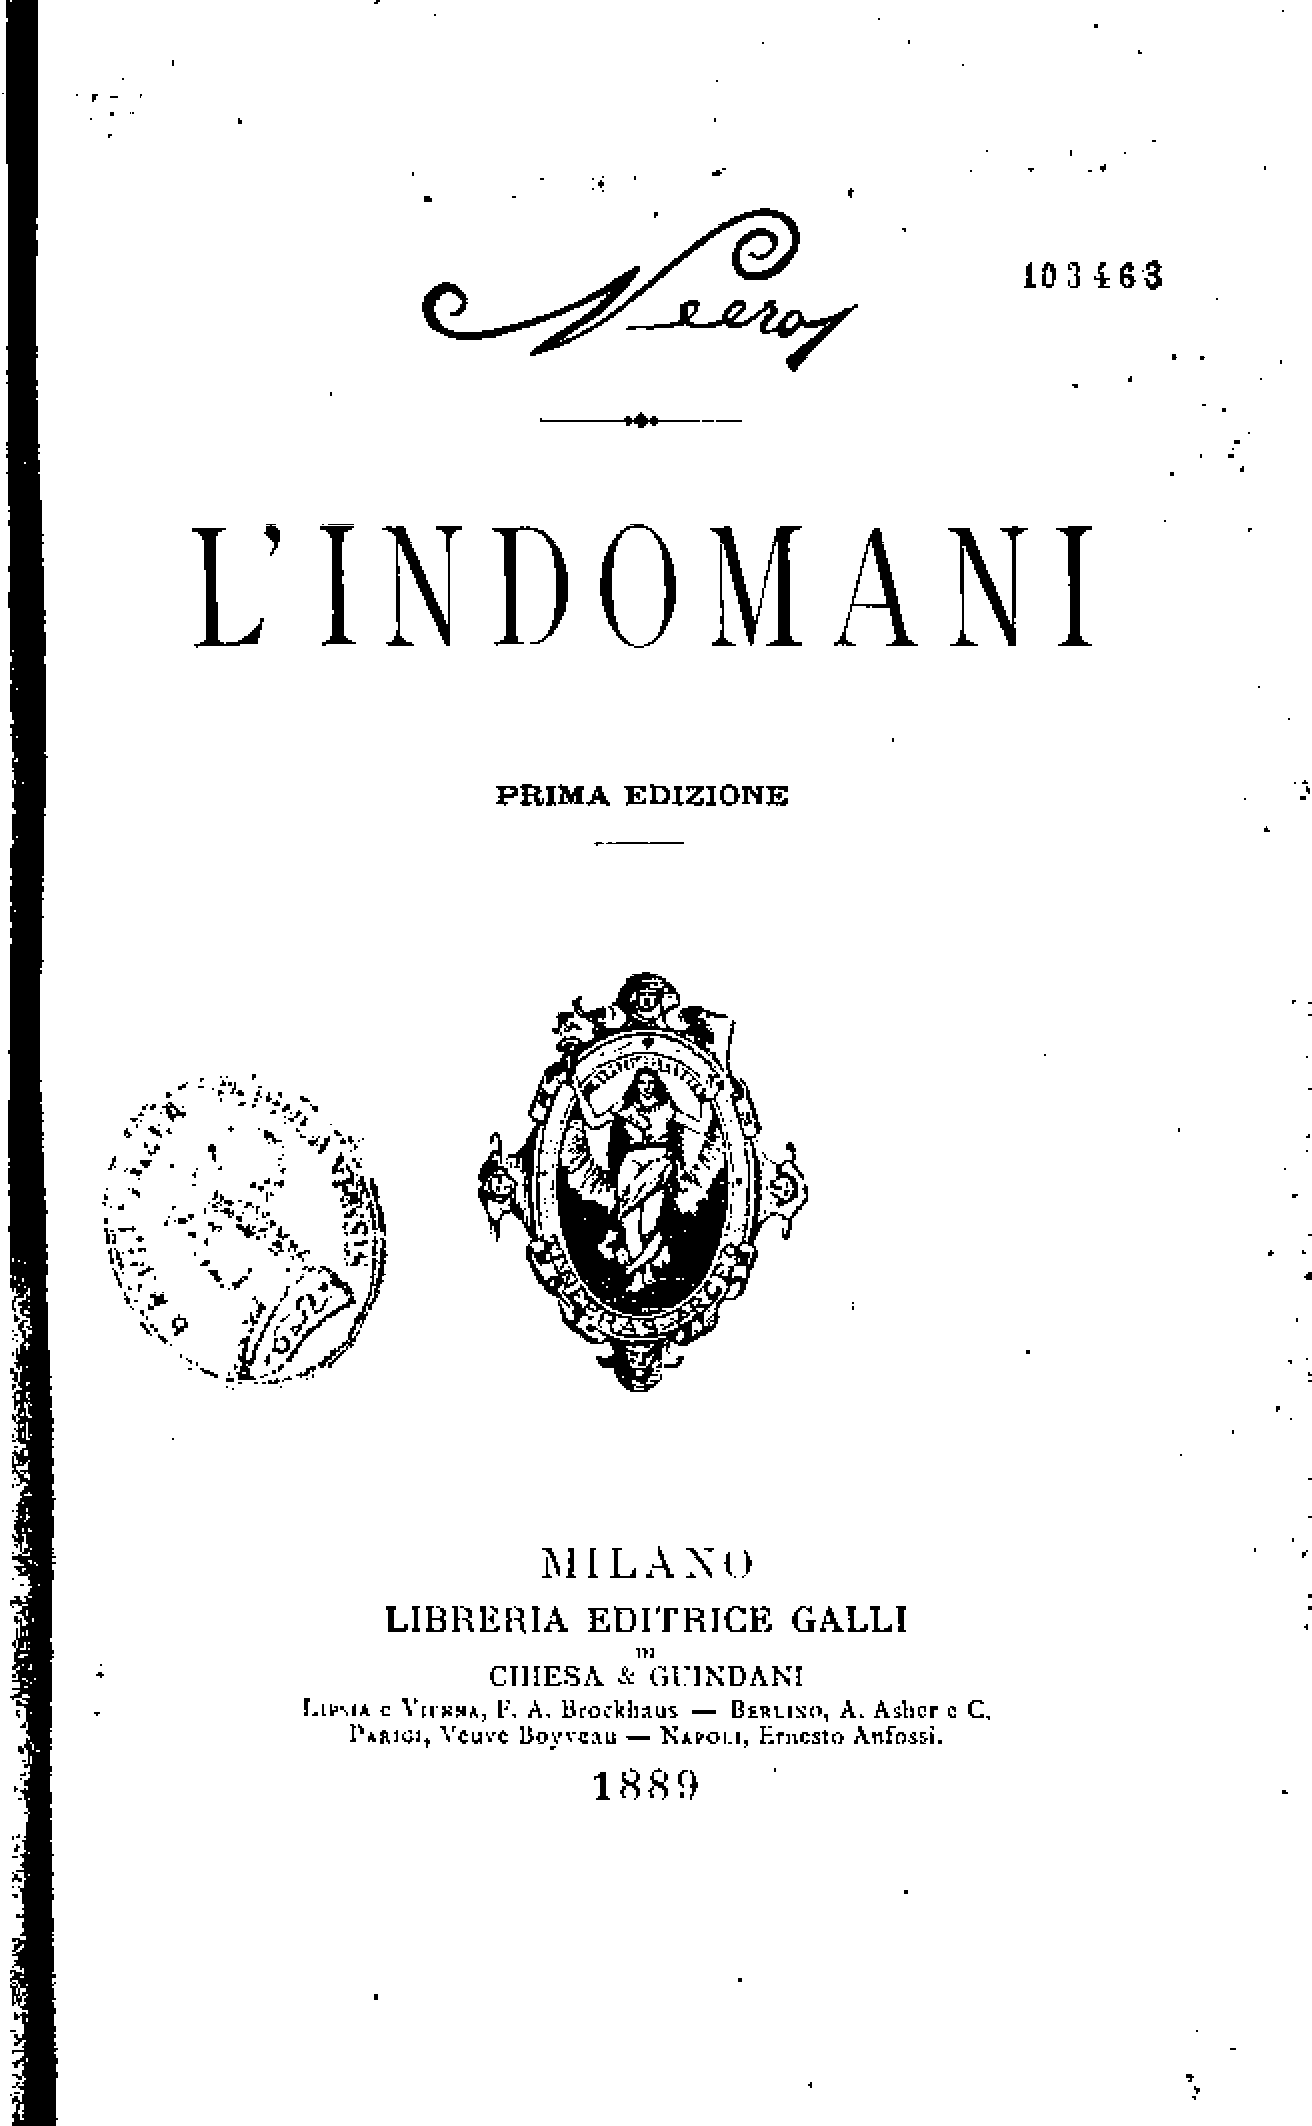 Neera
103463
L'INDOMANI
PRIMA EDIZIONE
MILANO
LIBRERIA EDITRICE GALLI
DI
CHIESA & GUINDANI
LIPSIA e VIENNA, F. A. Brockhaus — BERLINO, A. Asher e C.
PARIGI, Veuve Boyveau — NAPOLI, Ernesto Anfossi.
1889